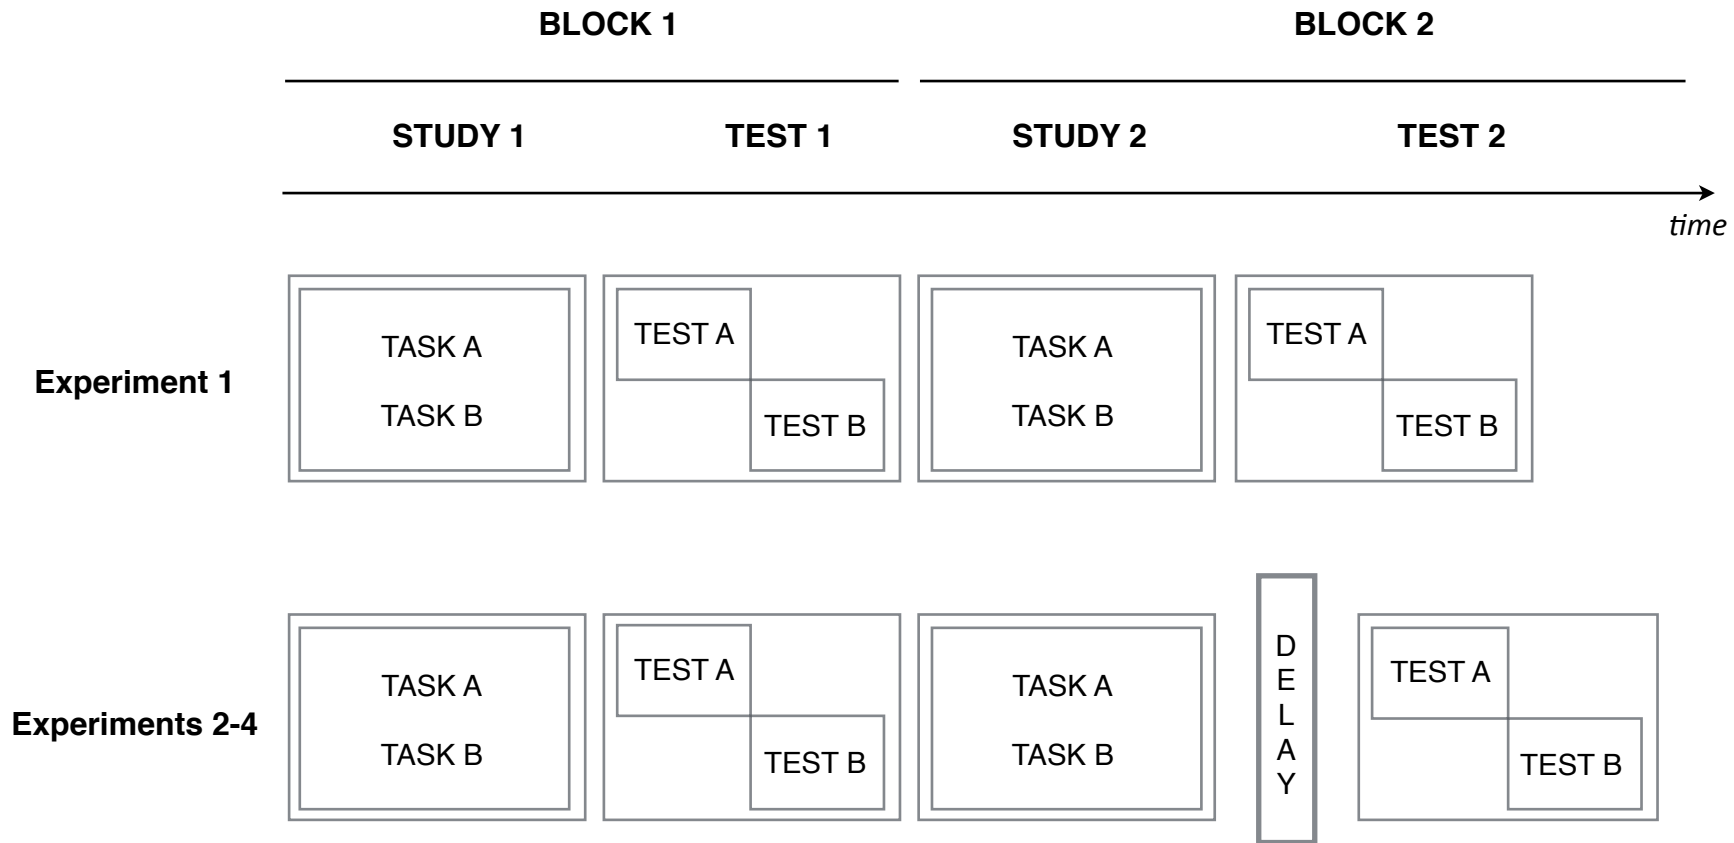 BLOCK 1 BLOCK 2
STUDY 1 TEST 1 STUDY 2 TEST 2
time
Experiment 1
TASK A
TASK B
TEST A
TEST B
TASK A
TASK B
TEST A
TEST B
Experiments 2-4
TASK A
TASK B
TEST A
TEST B
TASK A
TASK B
D
E
L
A
Y
TEST A
TEST B